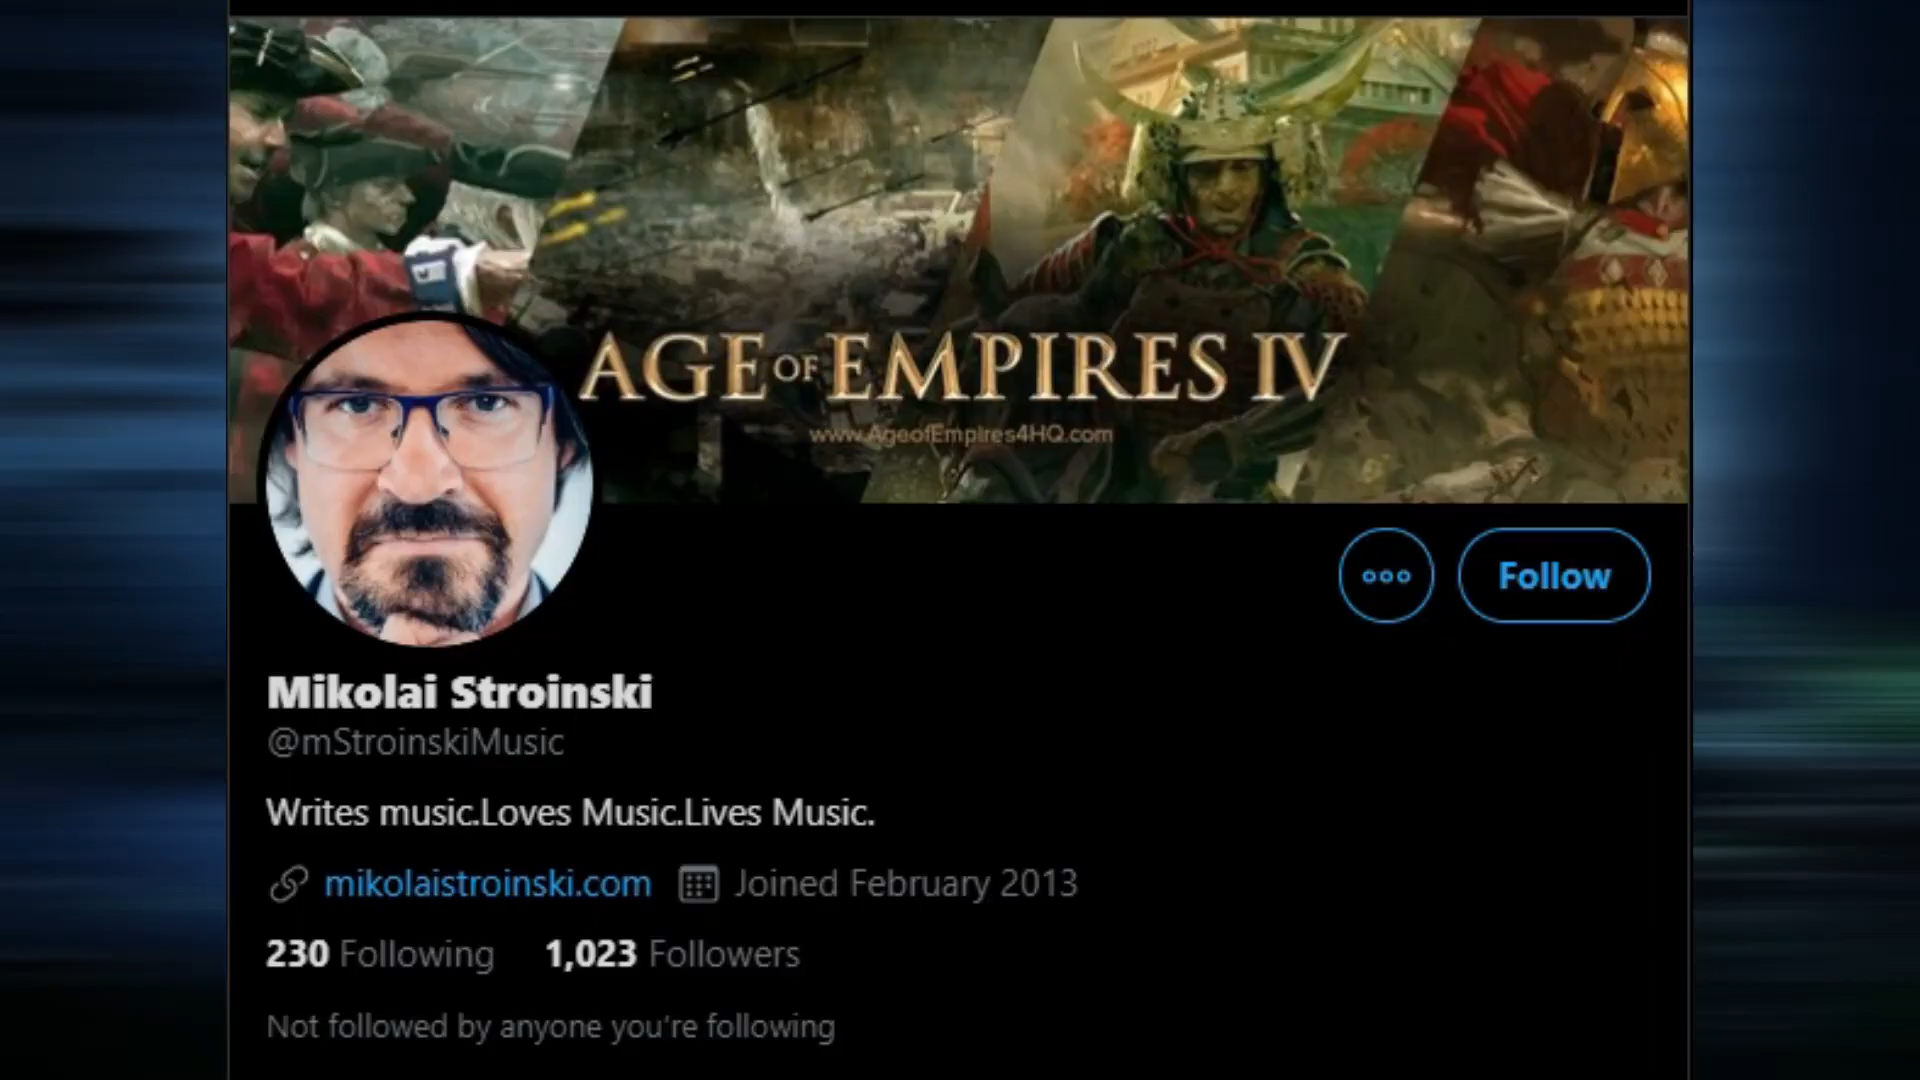 AGE OF EMPIRES IV
www.AgeofEmpires4HQ.com
Follow
Mikolai Stroinski
@mStroinskiMusic
Writes music.Loves Music.Lives Music.
mikolaistroinski.com Joined February 2013
230 Following 1,023 Followers
Not followed by anyone you're following